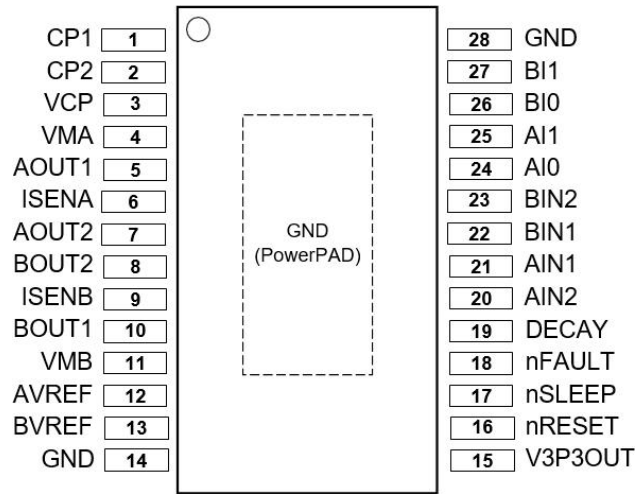 CP1 1
CP2 2
VCP 3
VMA 4
AOUT1 5
ISENA 6
AOUT2 7
BOUT2 8
ISENB 9
BOUT1 10
VMB 11
AVREF 12
BVREF 13
GND 14
GND
(PowerPAD)
28 GND
27 BI1
26 BI0
25 AI1
24 AI0
23 BIN2
22 BIN1
21 AIN1
20 AIN2
19 DECAY
18 nFAULT
17 nSLEEP
16 nRESET
15 V3P3OUT